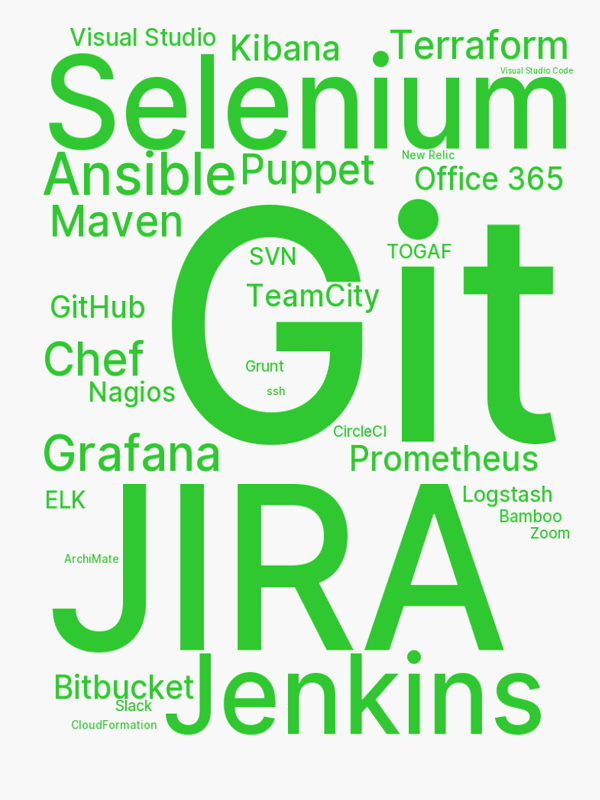 Visual Studio
Kibana
Terraform
Visual Studio Code
Selenium
New Relic
Ansible
Puppet
Office 365
Maven
SVN
TOGAF
TeamCity
GitHub
Git
Chef
Grunt
Nagios
ssh
CircleCI
Grafana
Prometheus
ELK
Logstash
Bamboo
Zoom
ArchiMate
JIRA
Bitbucket
Slack
Jenkins
CloudFormation